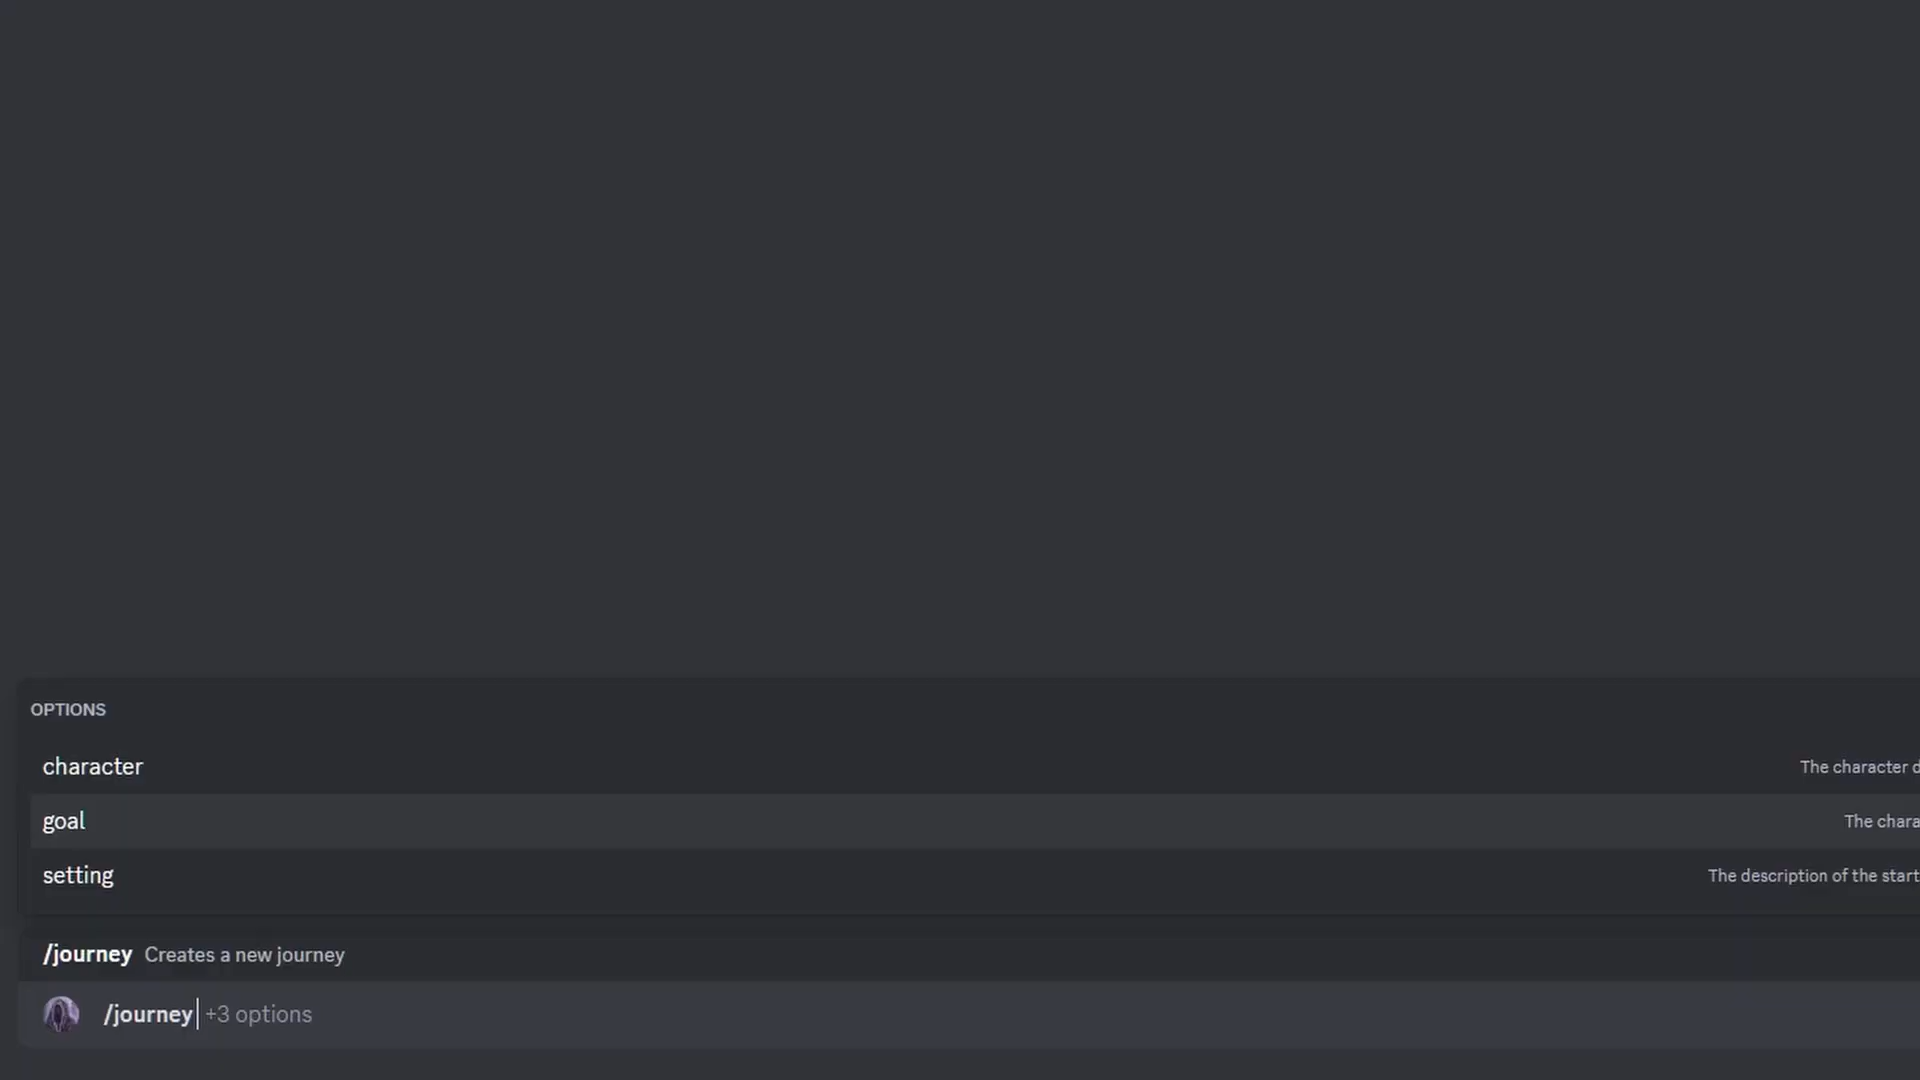 OPTIONS
character The character
goal The
setting The description of the start
/journey Creates a new journey
/journey +3 options